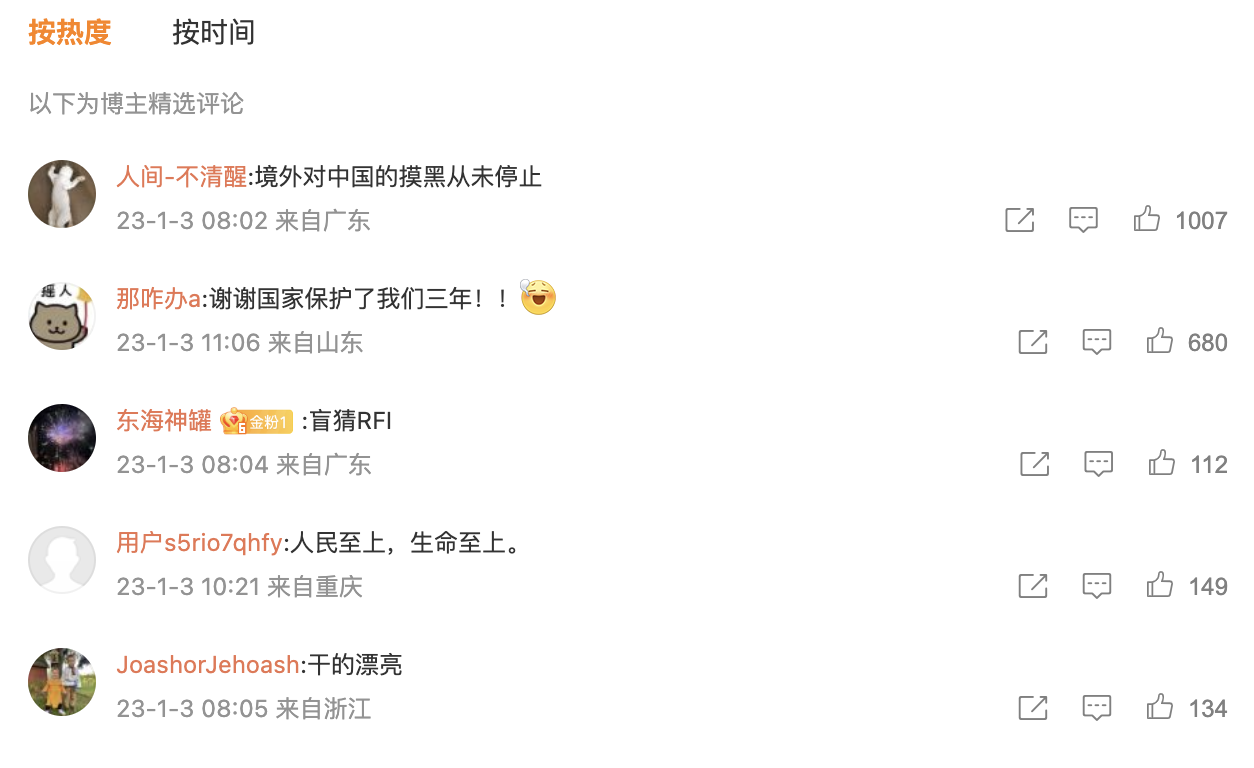 按热度 按时间
以下为博主精选评论
人间-不清醒:境外对中国的摸黑从未停止
23-1-3 08:02 来自广东 1007
摇人
那咋办a:谢谢国家保护了我们三年！！
23-1-3 11:06 来自山东 680
东海神罐 6 金粉1 :盲猜RFI
23-1-3 08:04 来自广东 112
用户s5rio7qhfy:人民至上，生命至上。
23-1-3 10:21 来自重庆 149
JoashorJehoash:干的漂亮
23-1-3 08:05 来自浙江 134